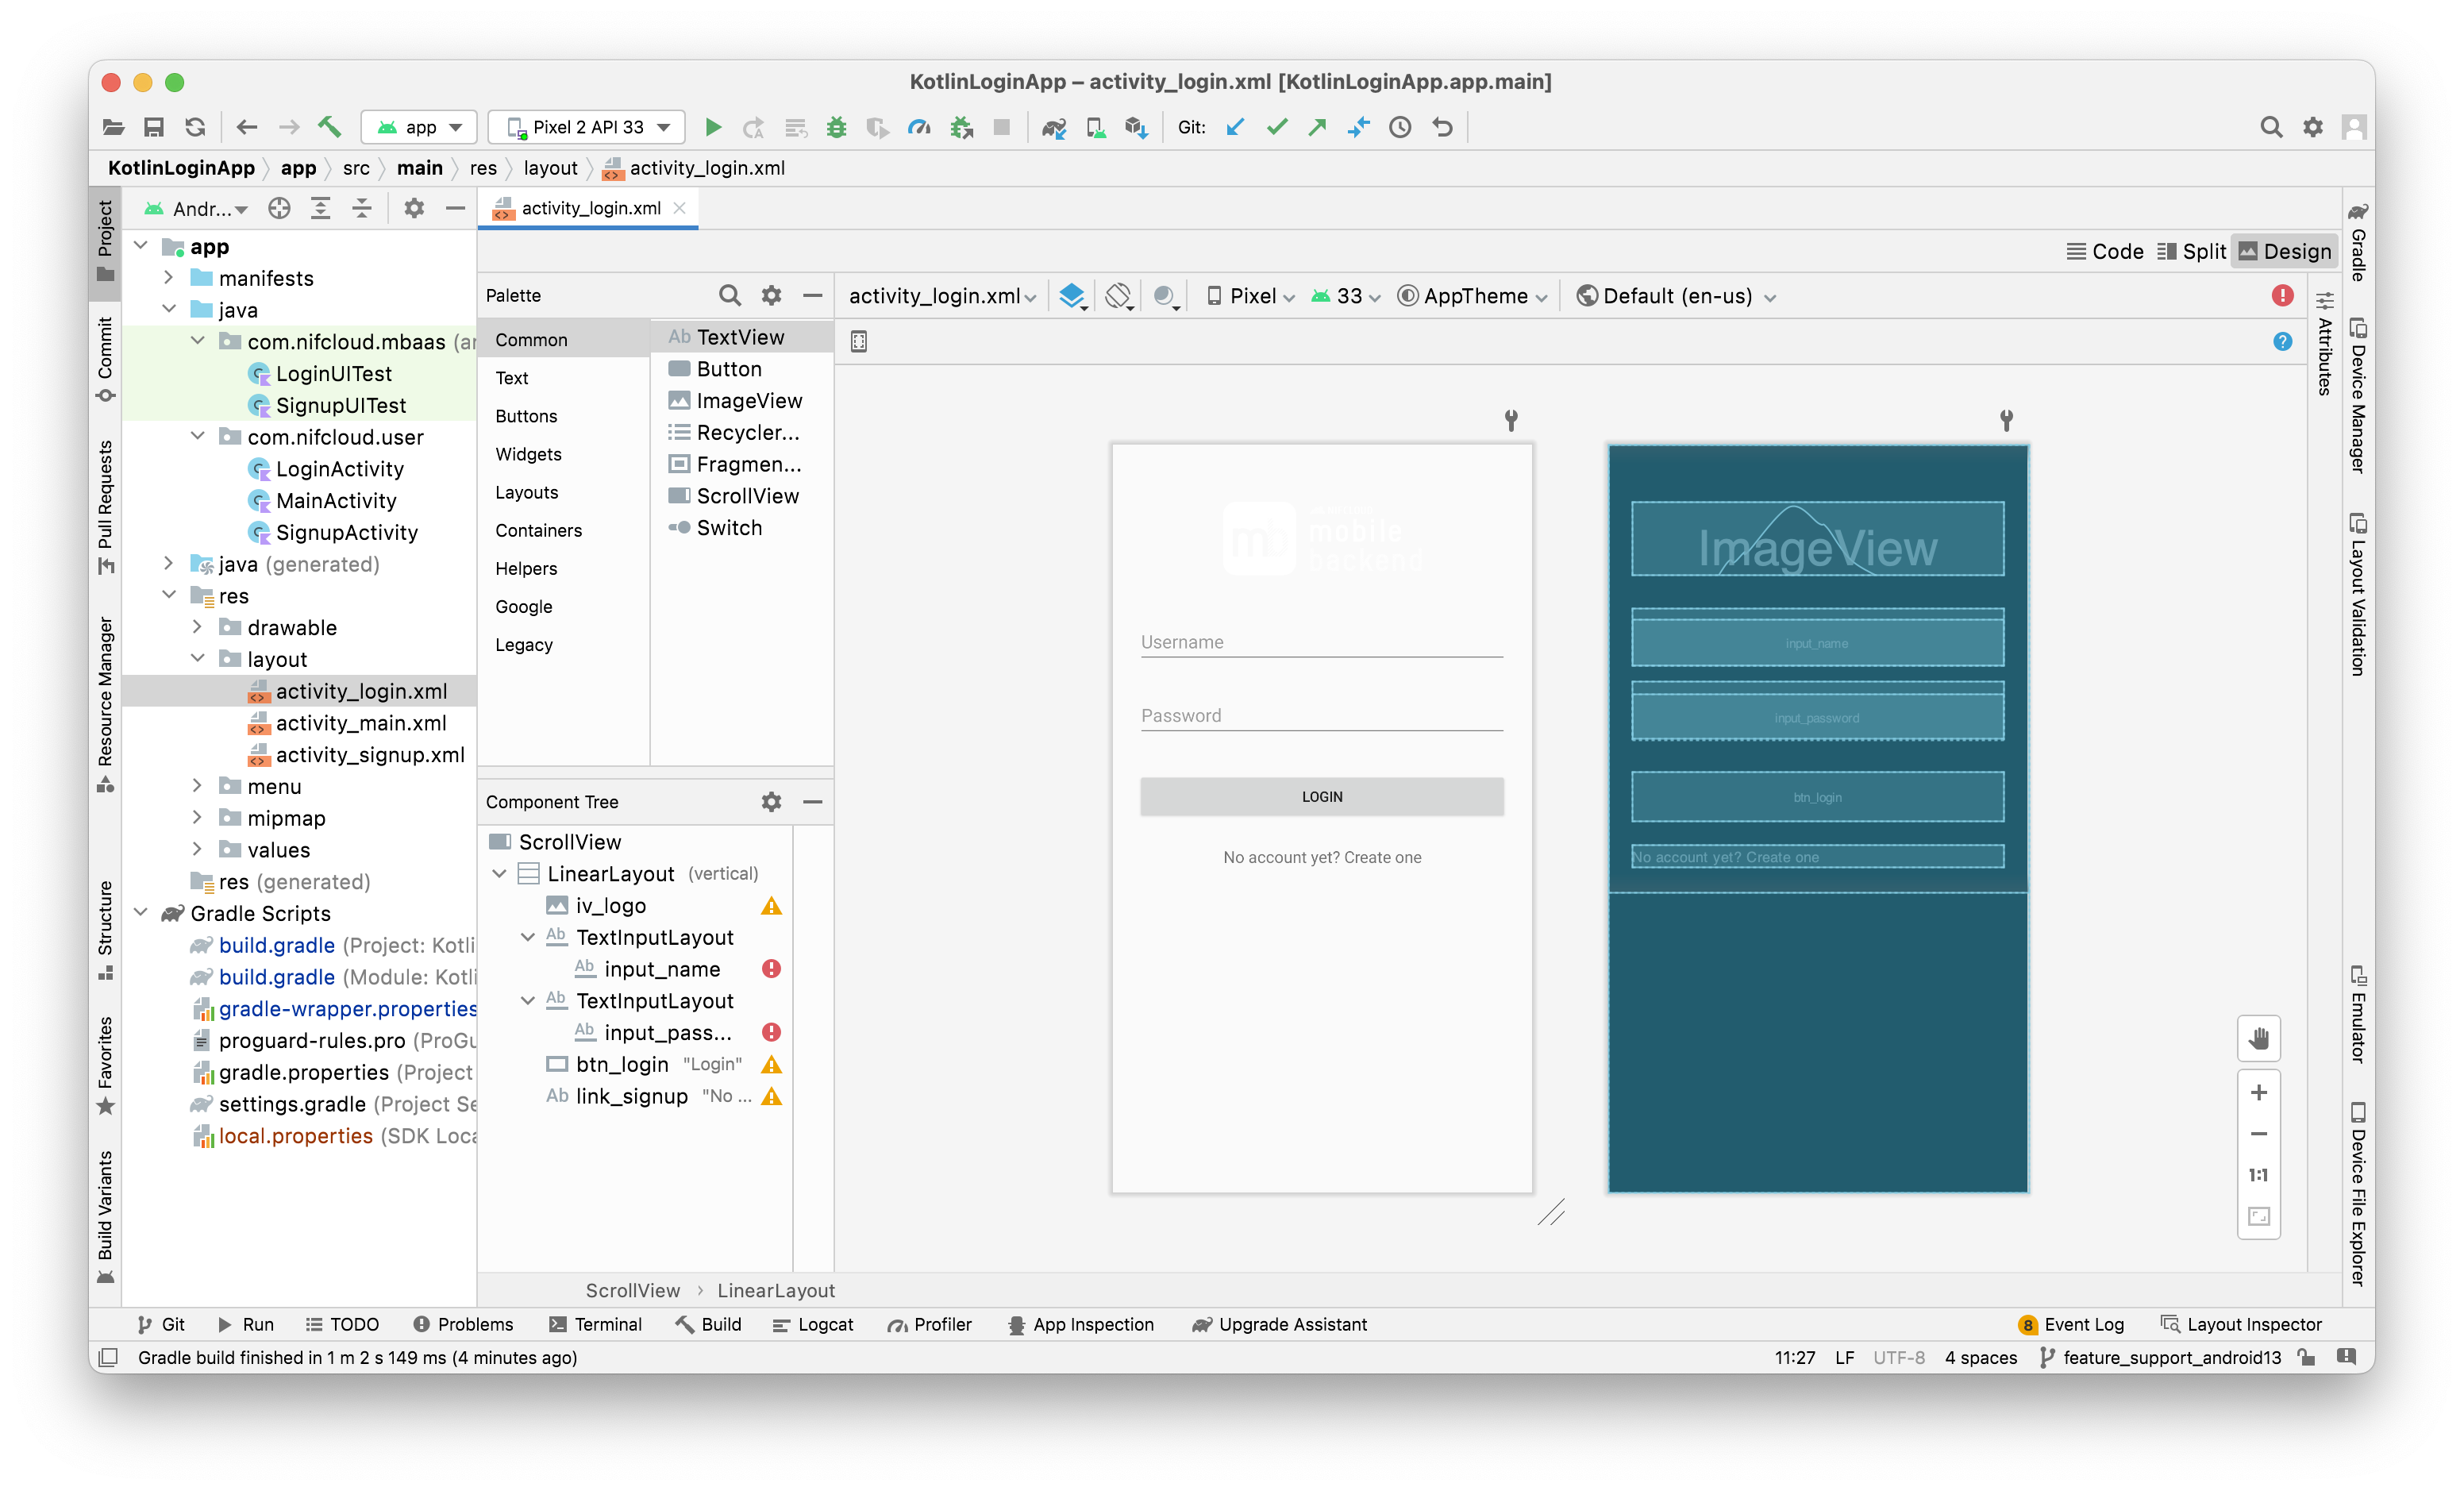 KotlinLoginApp – activity_login.xml [KotlinLoginApp.app.main]
app
Pixel 2 API 33
Git:
KotlinLoginApp app src main res layout activity_login.xml
Project
Commit
Pull Requests
Resource Manager
Structure
Favorites
Build Variants
Andr...
app
manifests
java
com.nifcloud.mbaas (ar
LoginUITest
SignupUITest
com.nifcloud.user
LoginActivity
MainActivity
SignupActivity
java (generated)
res
drawable
layout
activity_login.xml
activity_main.xml
activity_signup.xml
menu
mipmap
values
res (generated)
Gradle Scripts
build.gradle (Project: Kotli
build.gradle (Module: Kotli
gradle-wrapper.properties
proguard-rules.pro (ProGu
gradle.properties (Project
settings.gradle (Project Se
local.properties (SDK Loca
activity_login.xml
Code Split Design
Palette
Common
Text
Buttons
Widgets
Layouts
Containers
Helpers
Google
Legacy
Ab TextView
Button
ImageView
Recycler...
Fragmen...
ScrollView
Switch
Component Tree
ScrollView
LinearLayout (vertical)
iv_logo
Ab TextInputLayout
Ab input_name
Ab TextInputLayout
Ab input_pass...
btn_login "Login"
Ab link_signup "No ...
activity_login.xml Pixel 33 AppTheme Default (en-us)
mb
mobile
backend
Username
Password
LOGIN
No account yet? Create one
ImageView
input_name
input_password
btn_login
No account yet? Create one
1:1
Gradle
Attributes
Device Manager
Layout Validation
Emulator
Device File Explorer
ScrollView › LinearLayout
Git Run TODO Problems Terminal Build Logcat Profiler App Inspection Upgrade Assistant 8 Event Log Layout Inspector
Gradle build finished in 1 m 2 s 149 ms (4 minutes ago) 11:27 LF UTF-8 4 spaces feature_support_android13